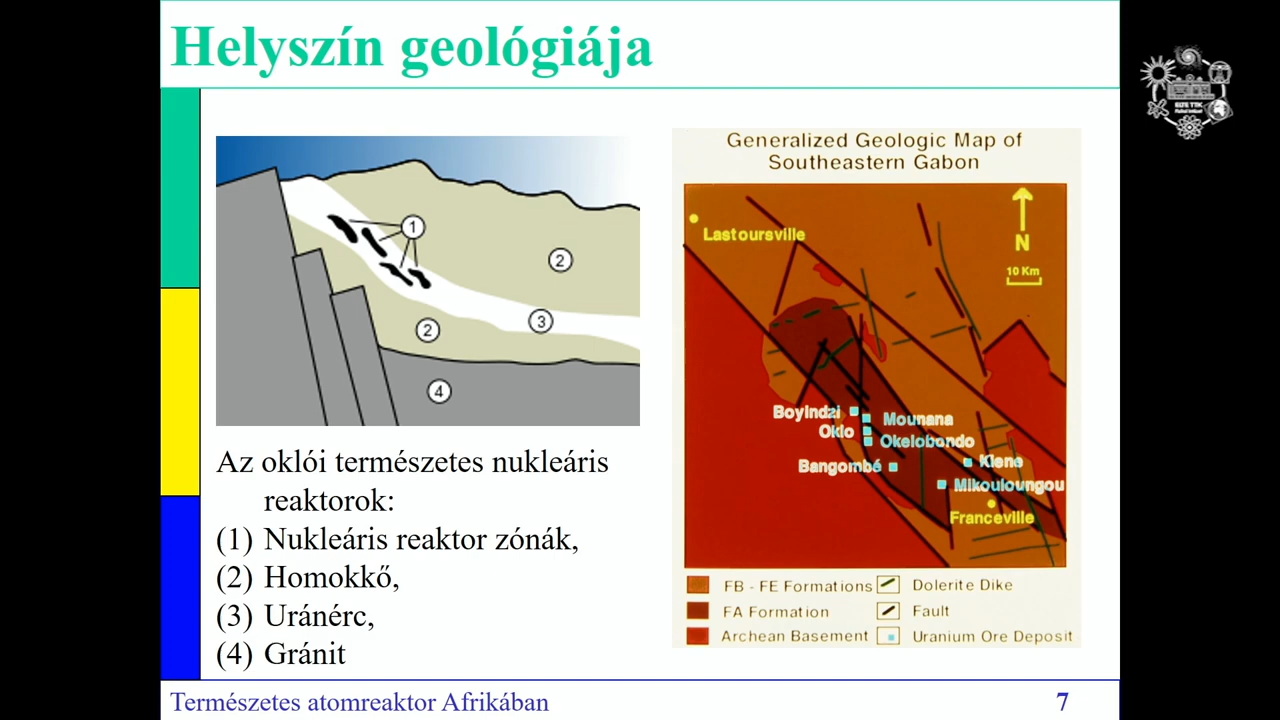 Helyszín geológiája
ELTE TTK
1
2
2
3
4
Az oklói természetes nukleáris
reaktorok:
(1) Nukleáris reaktor zónák,
(2) Homokkő,
(3) Uránérc,
(4) Gránit
Generalized Geologic Map of
Southeastern Gabon
Lastoursville
N
10 Km
Boyindzi
Mounana
Oklo
Okelobondo
Bangombé
Kiene
Mikouloungou
Franceville
FB - FE Formations
Dolerite Dike
FA Formation
Fault
Archean Basement
Uranium Ore Deposit
Természetes atomreaktor Afrikában
7